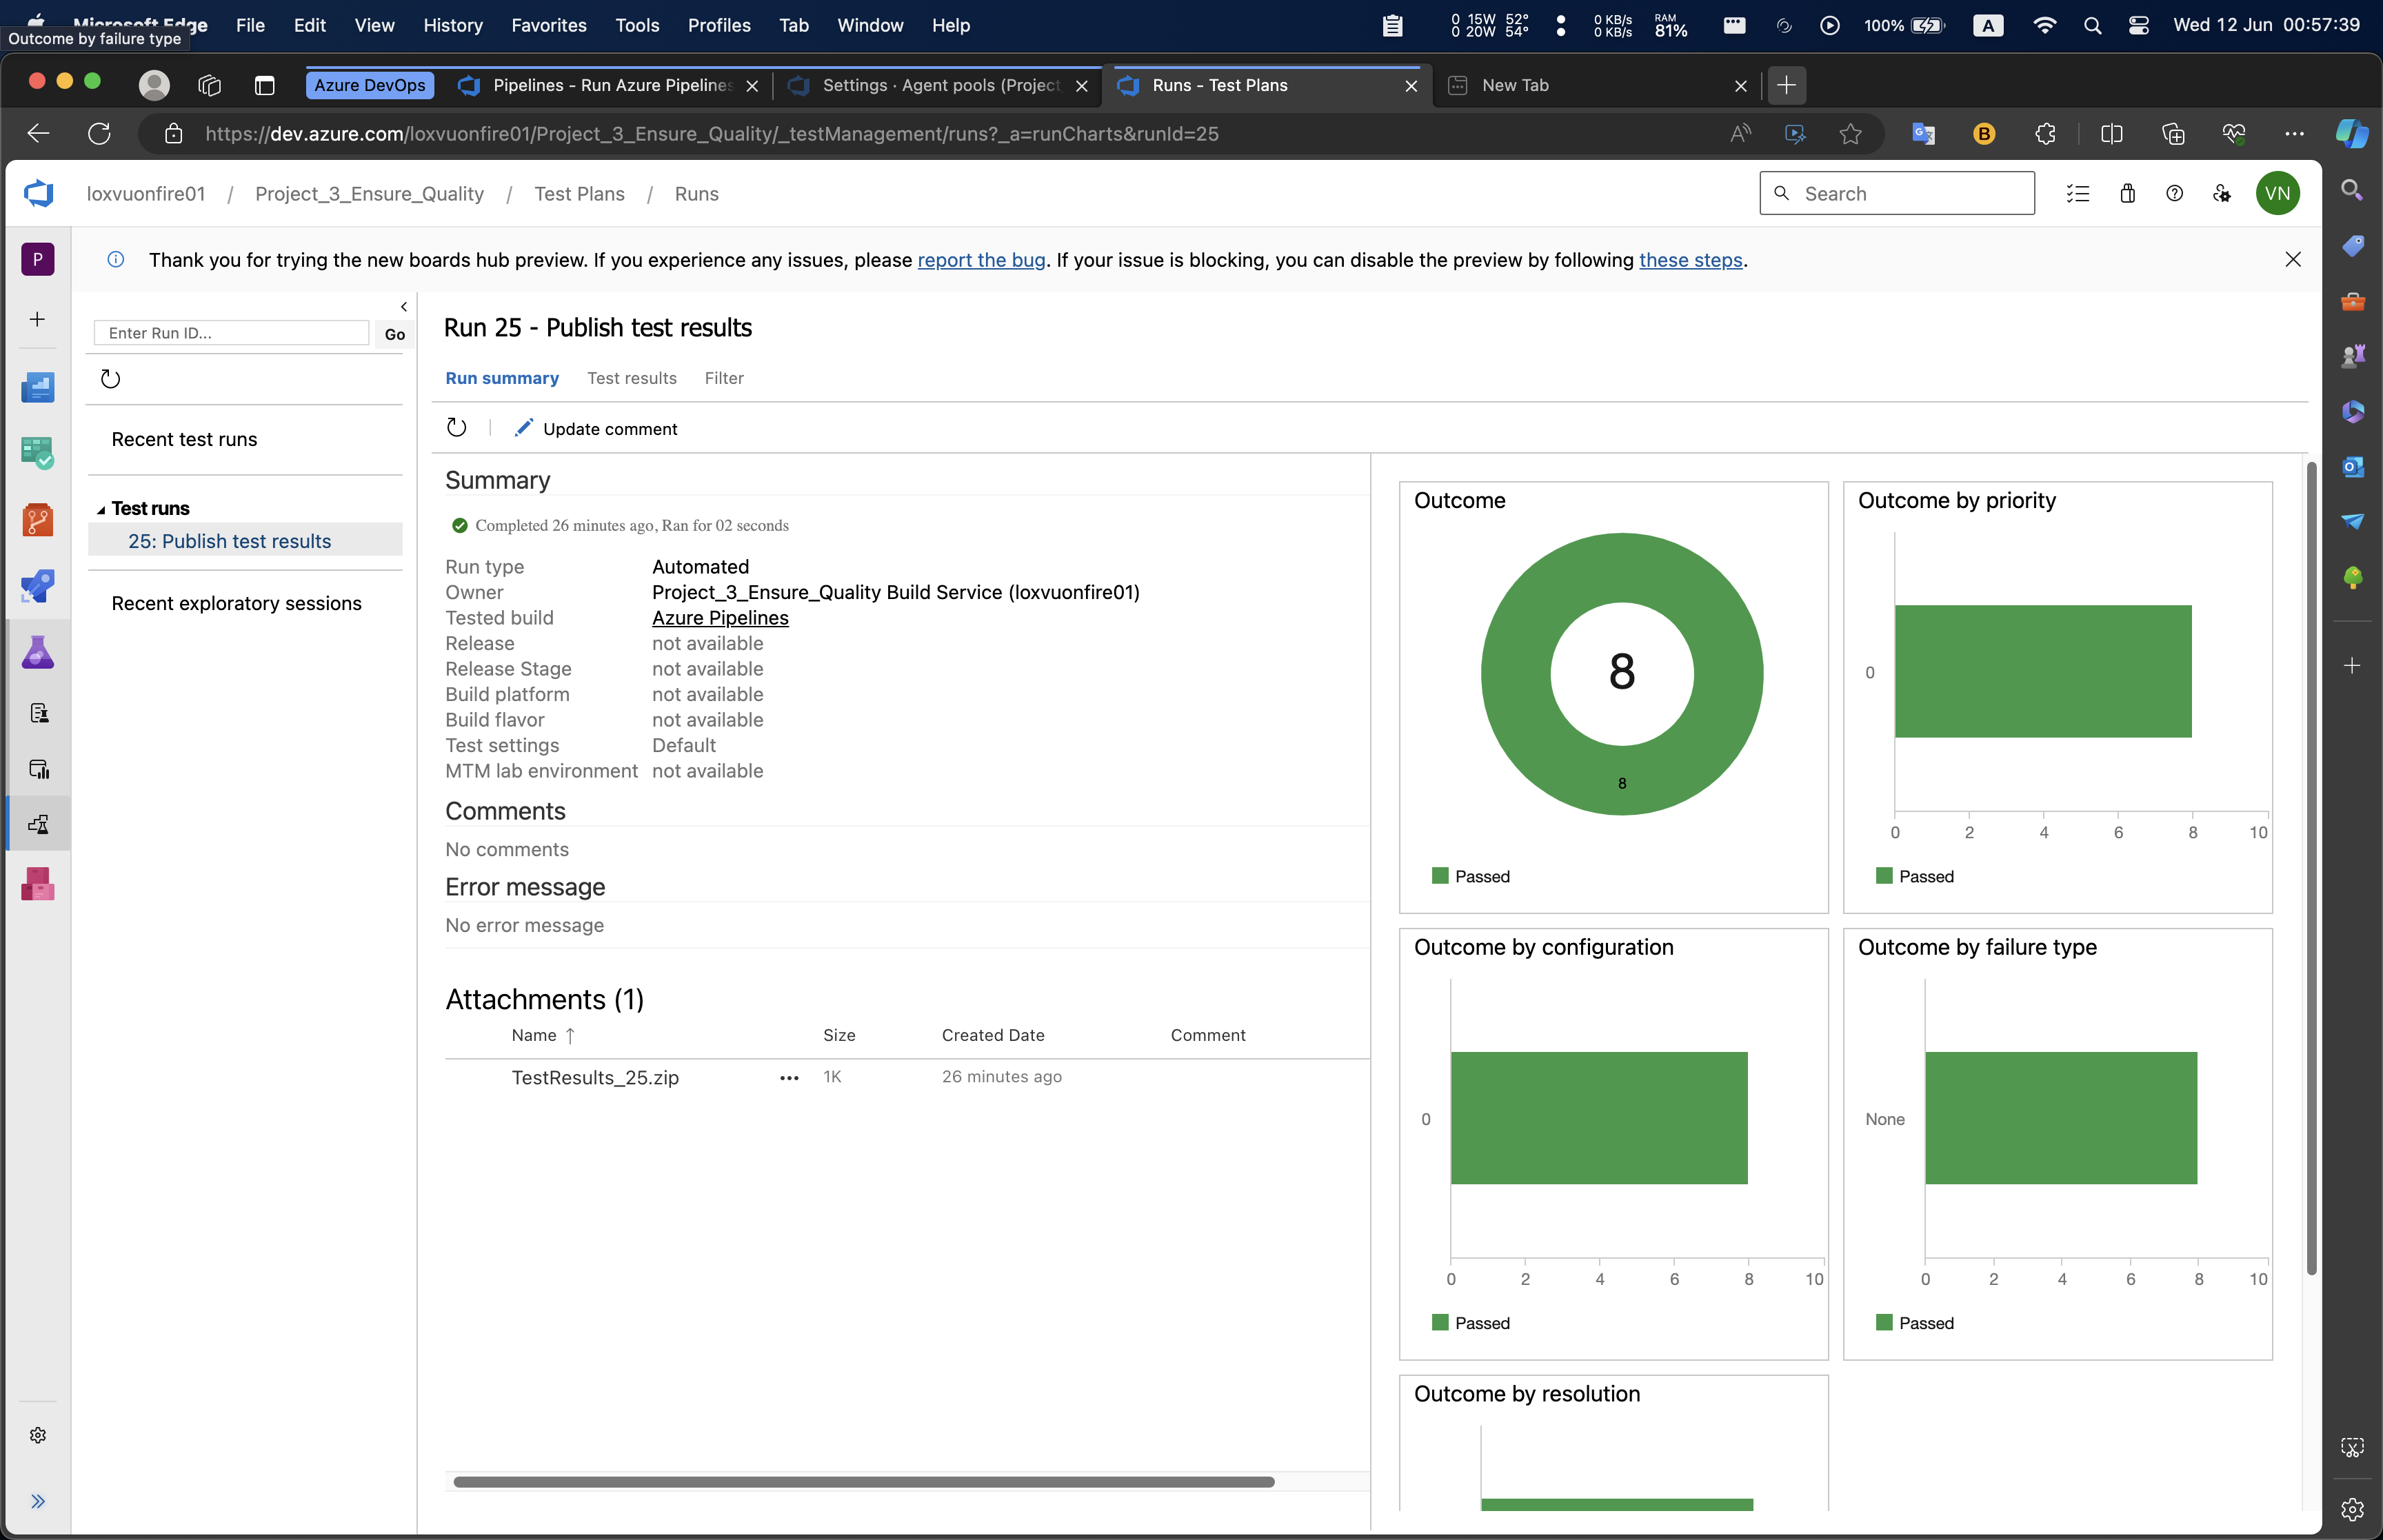 Microsoft Edge File Edit View History Favorites Tools Profiles Tab Window Help
0 15W 52° 0 KB/s RAM 100% A Wed 12 Jun 00:57:39
0 20W 54° 0 KB/s 81%
Outcome by failure type
Azure DevOps Pipelines - Run Azure Pipelines Settings · Agent pools (Project Runs - Test Plans New Tab
https://dev.azure.com/loxvuonfire01/Project_3_Ensure_Quality/_testManagement/runs?_a=runCharts&runId=25
B
loxvuonfire01 / Project_3_Ensure_Quality / Test Plans / Runs
Search
VN
P
Thank you for trying the new boards hub preview. If you experience any issues, please report the bug. If your issue is blocking, you can disable the preview by following these steps.
Enter Run ID...
Go
Recent test runs
Test runs
25: Publish test results
Recent exploratory sessions
Run 25 - Publish test results
Run summary Test results Filter
Update comment
Summary
Completed 26 minutes ago, Ran for 02 seconds
Run type Automated
Owner Project_3_Ensure_Quality Build Service (loxvuonfire01)
Tested build Azure Pipelines
Release not available
Release Stage not available
Build platform not available
Build flavor not available
Test settings Default
MTM lab environment not available
Comments
No comments
Error message
No error message
Attachments (1)
Name ↑ Size Created Date Comment
TestResults_25.zip ... 1K 26 minutes ago
Outcome
8
8
Passed
Outcome by priority
0
0 2 4 6 8 10
Passed
Outcome by configuration
0
0 2 4 6 8 10
Passed
Outcome by failure type
None
0 2 4 6 8 10
Passed
Outcome by resolution